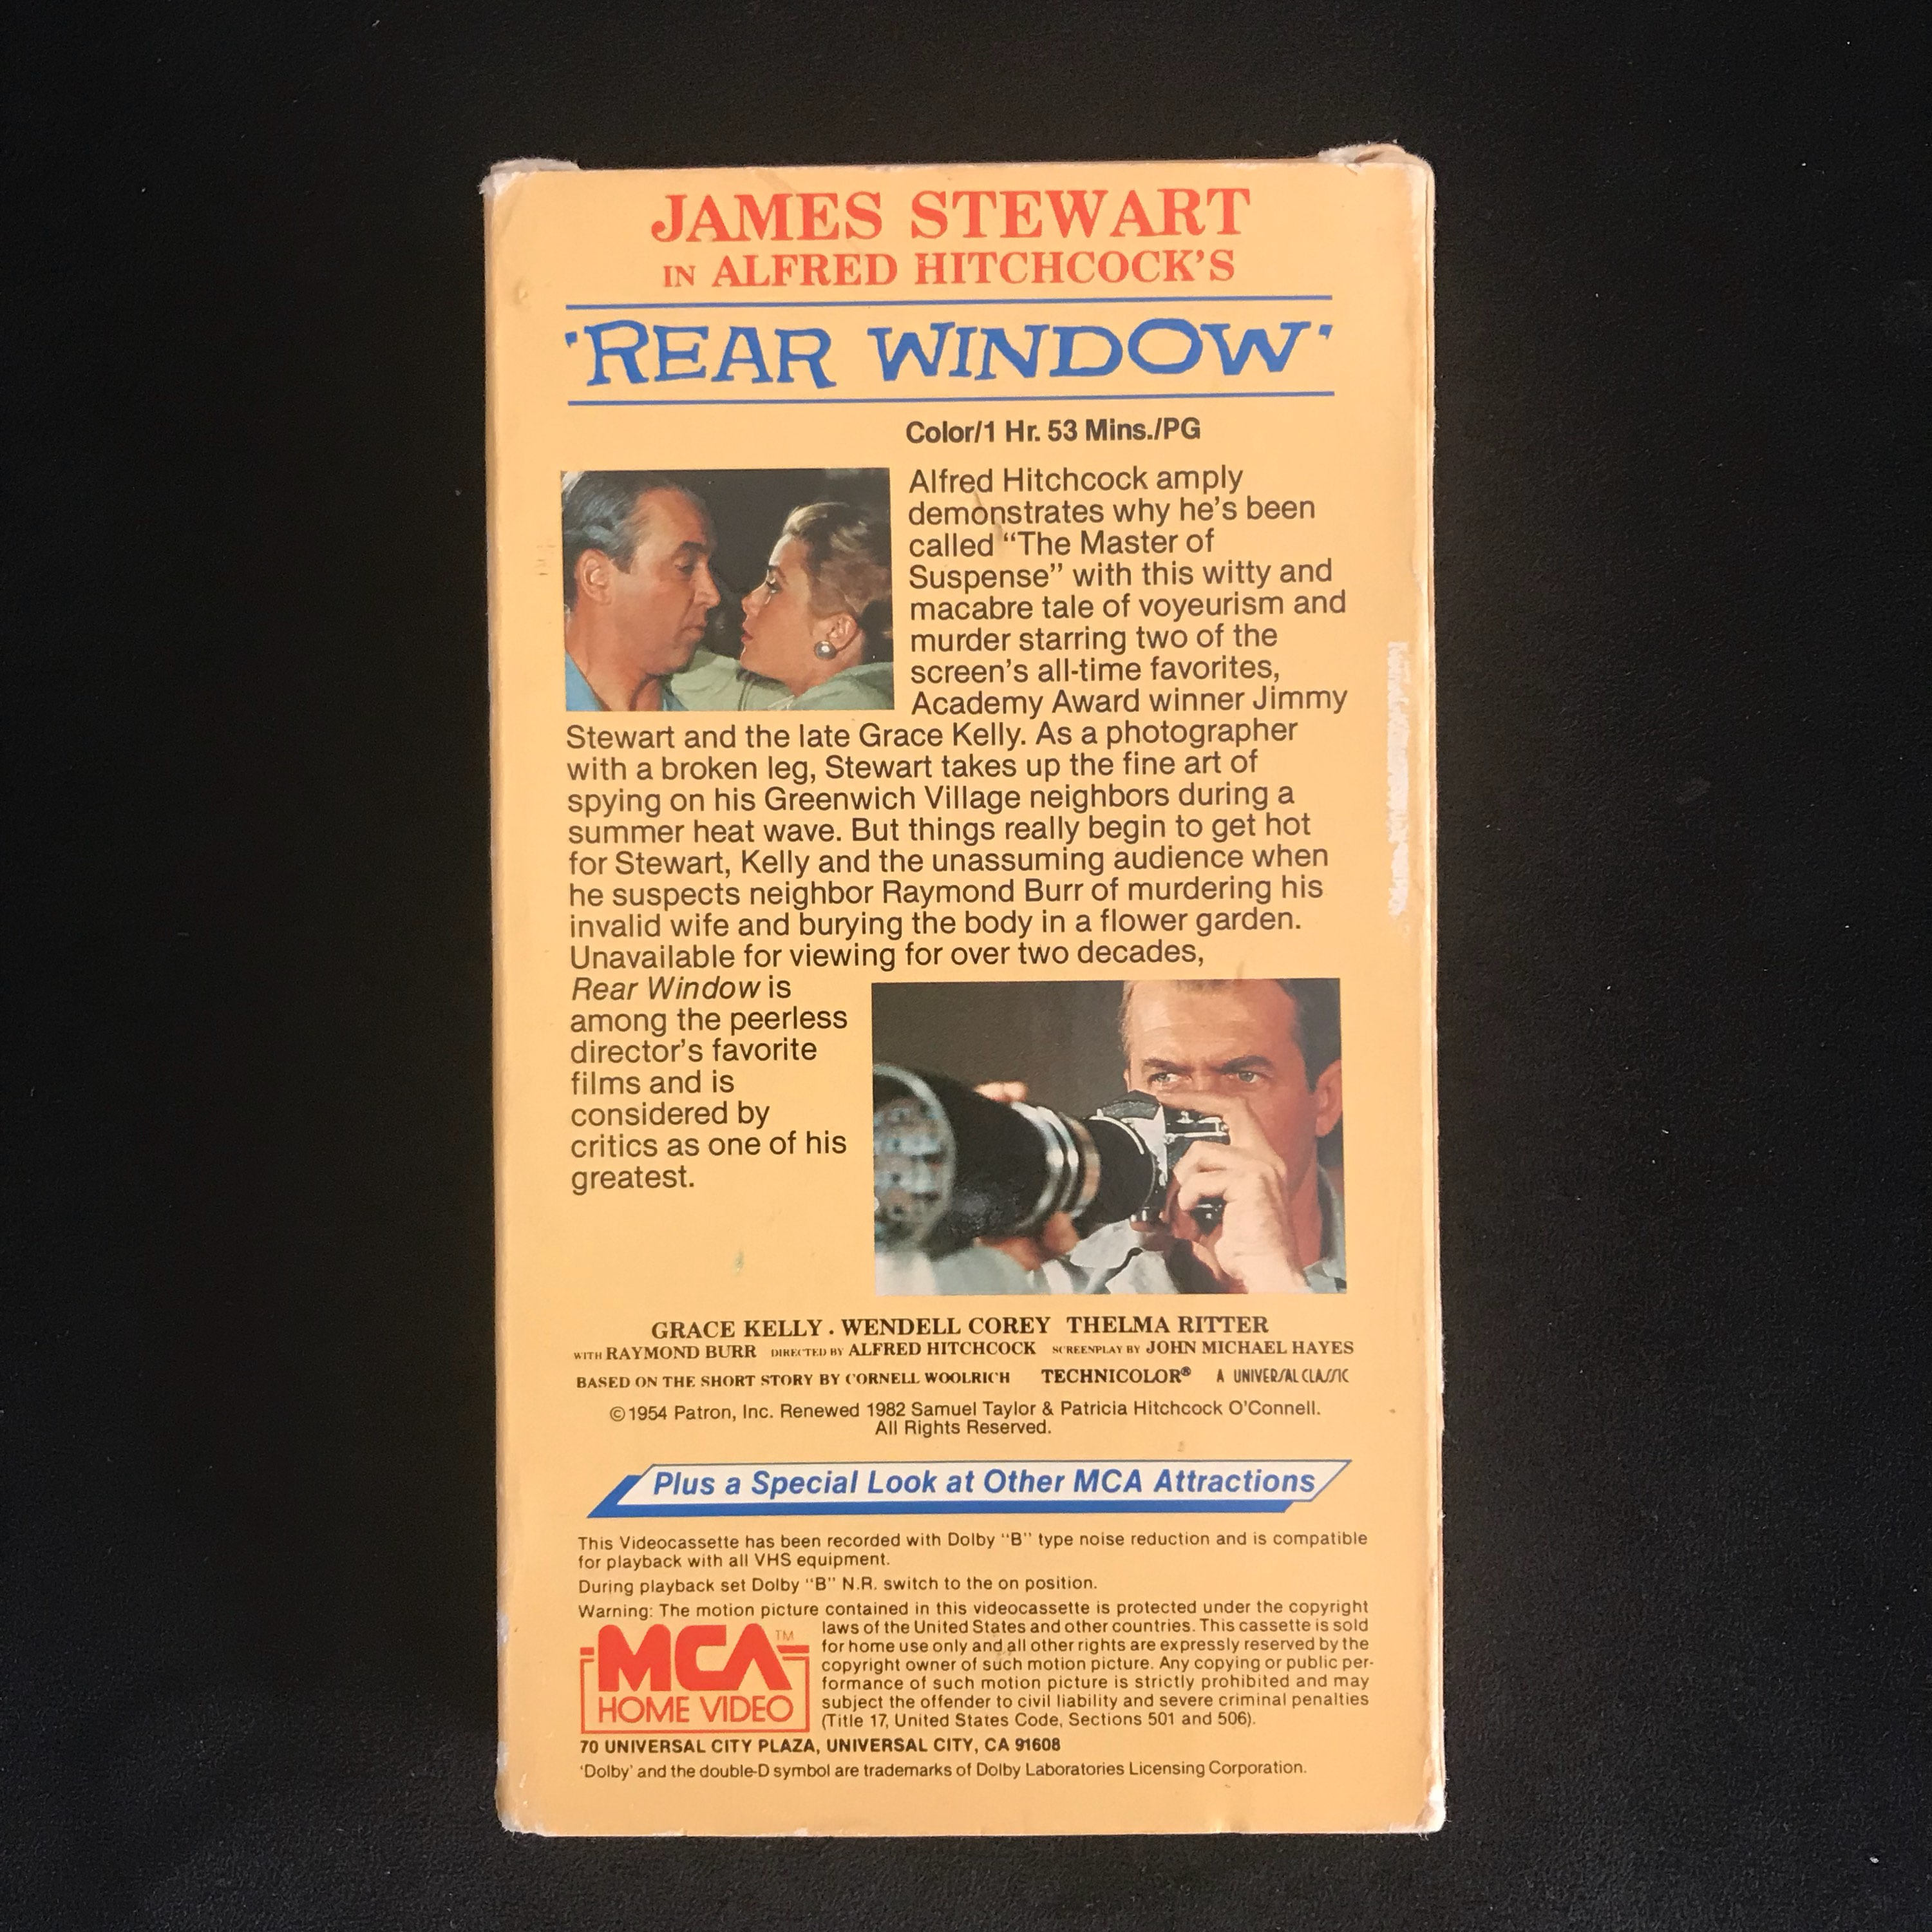 JAMES STEWART
IN ALFRED HITCHCOCK'S
'REAR WINDOW'
Color/1 Hr. 53 Mins./PG
Alfred Hitchcock amply
demonstrates why he's been
called “The Master of
Suspense” with this witty and
macabre tale of voyeurism and
murder starring two of the
screen's all-time favorites,
Academy Award winner Jimmy
Stewart and the late Grace Kelly. As a photographer
with a broken leg, Stewart takes up the fine art of
spying on his Greenwich Village neighbors during a
summer heat wave. But things really begin to get hot
for Stewart, Kelly and the unassuming audience when
he suspects neighbor Raymond Burr of murdering his
invalid wife and burying the body in a flower garden.
Unavailable for viewing for over two decades,
Rear Window is
among the peerless
director's favorite
films and is
considered by
critics as one of his
greatest.
GRACE KELLY . WENDELL COREY THELMA RITTER
WITH RAYMOND BURR DIRECTED BY ALFRED HITCHCOCK SCREENPLAY BY JOHN MICHAEL HAYES
BASED ON THE SHORT STORY BY CORNELL WOOLRICH TECHNICOLOR® A UNIVERSAL CLASSIC
©1954 Patron, Inc. Renewed 1982 Samuel Taylor & Patricia Hitchcock O'Connell.
All Rights Reserved.
Plus a Special Look at Other MCA Attractions
This Videocassette has been recorded with Dolby “B” type noise reduction and is compatible
for playback with all VHS equipment.
During playback set Dolby “B” N.R. switch to the on position.
Warning: The motion picture contained in this videocassette is protected under the copyright
laws of the United States and other countries. This cassette is sold
for home use only and all other rights are expressly reserved by the
copyright owner of such motion picture. Any copying or public per-
formance of such motion picture is strictly prohibited and may
subject the offender to civil liability and severe criminal penalties
(Title 17, United States Code, Sections 501 and 506).
MCA TM
HOME VIDEO
70 UNIVERSAL CITY PLAZA, UNIVERSAL CITY, CA 91608
'Dolby' and the double-D symbol are trademarks of Dolby Laboratories Licensing Corporation.